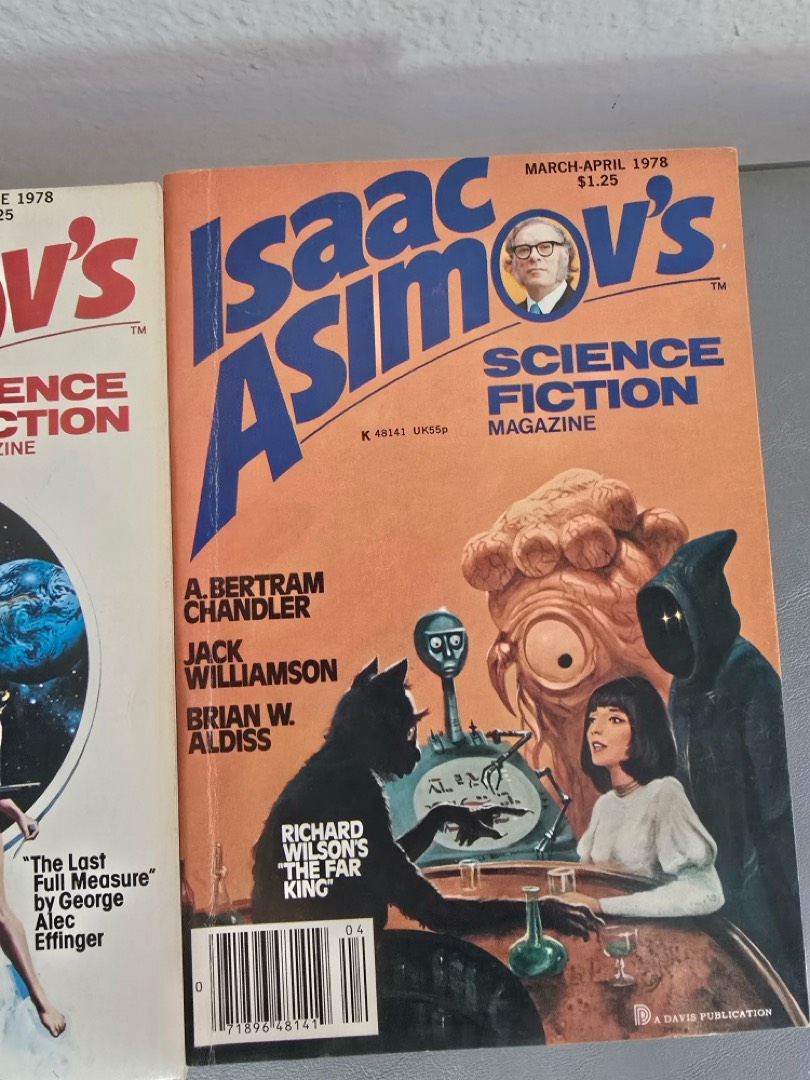 E 1978
25
OV'S
TM
ENCE
CTION
ZINE
"The Last
Full Measure"
by George
Alec
Effinger
MARCH-APRIL 1978
$1.25
ISaac
ASIMOV'S
TM
SCIENCE
FICTION
MAGAZINE
K 48141 UK55p
A. BERTRAM
CHANDLER
JACK
WILLIAMSON
BRIAN W.
ALDISS
RICHARD
WILSON'S
"THE FAR
KING"
04
0
71896 48141
A DAVIS PUBLICATION